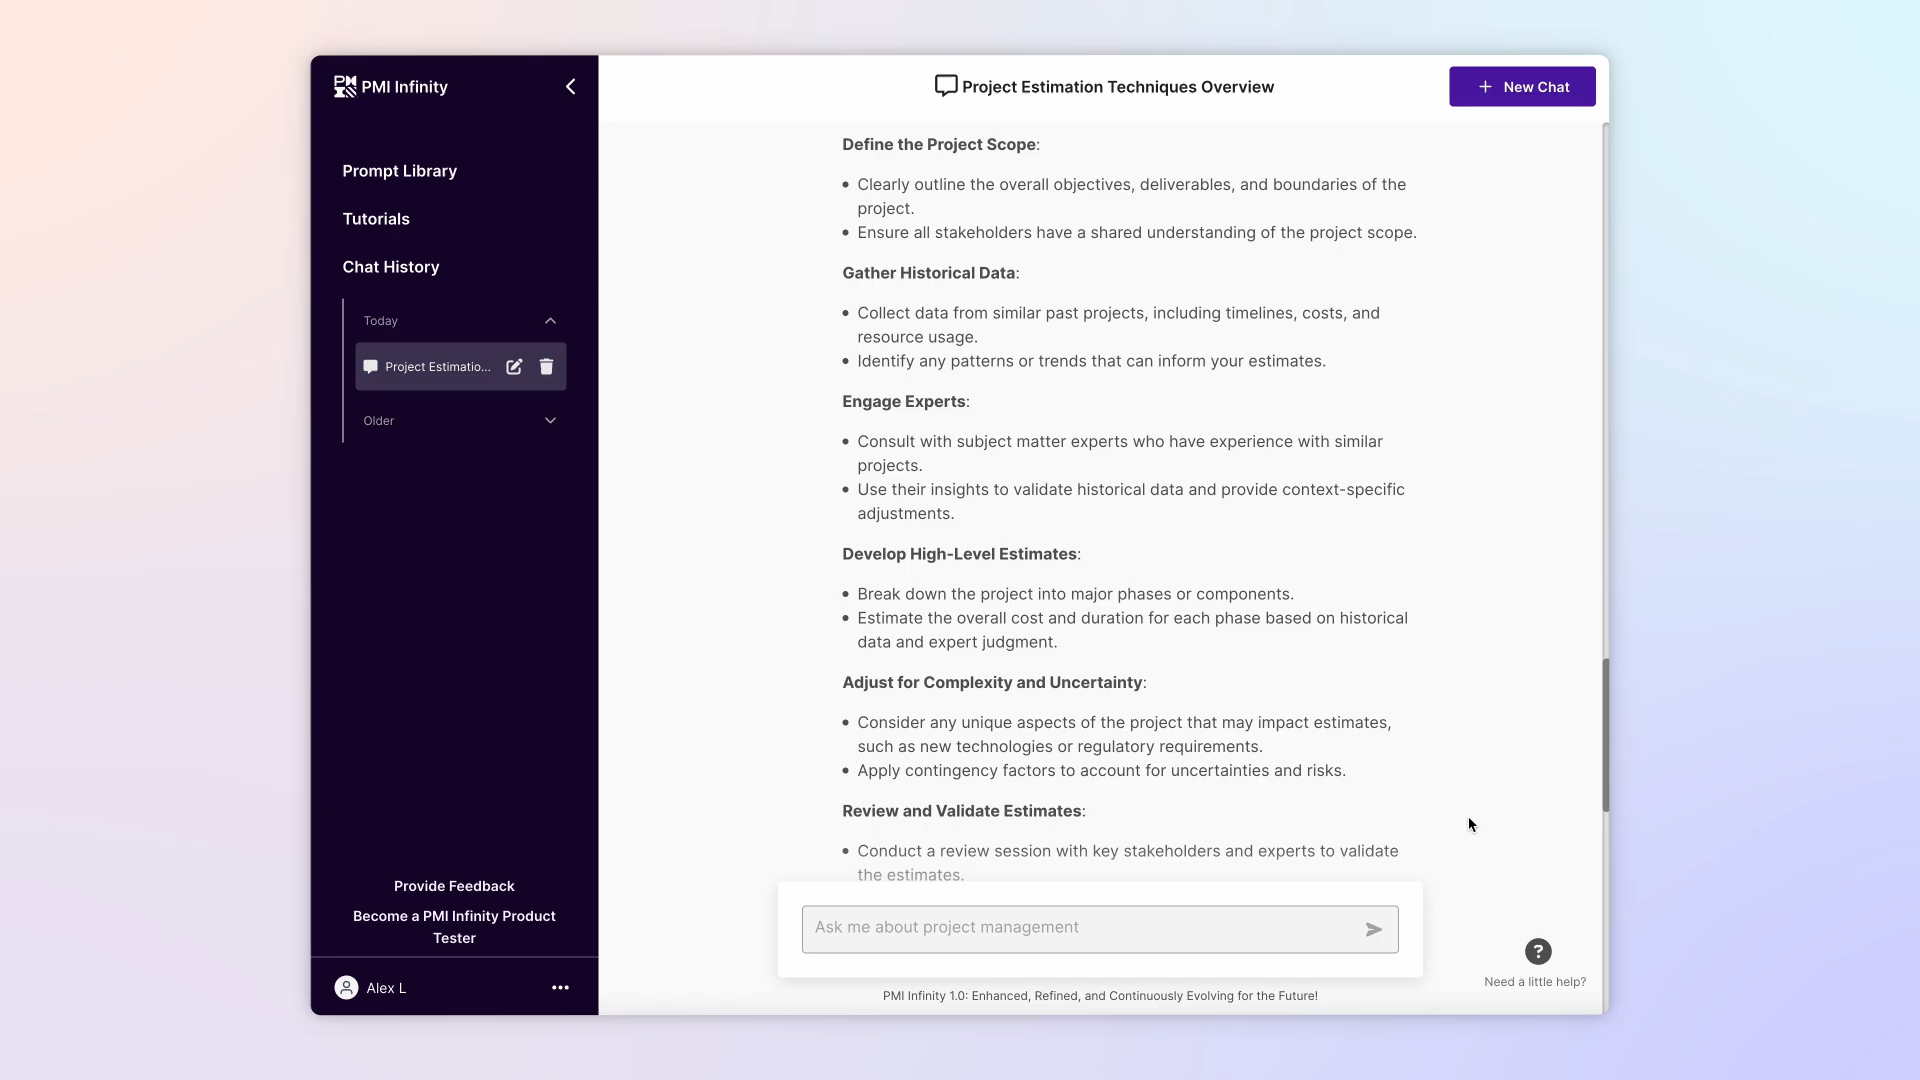 PMI Infinity
Prompt Library
Tutorials
Chat History
Today
Project Estimatio...
Older
Provide Feedback
Become a PMI Infinity Product
Tester
Alex L
Project Estimation Techniques Overview
+ New Chat
Define the Project Scope:
• Clearly outline the overall objectives, deliverables, and boundaries of the
project.
• Ensure all stakeholders have a shared understanding of the project scope.
Gather Historical Data:
• Collect data from similar past projects, including timelines, costs, and
resource usage.
• Identify any patterns or trends that can inform your estimates.
Engage Experts:
• Consult with subject matter experts who have experience with similar
projects.
• Use their insights to validate historical data and provide context-specific
adjustments.
Develop High-Level Estimates:
• Break down the project into major phases or components.
• Estimate the overall cost and duration for each phase based on historical
data and expert judgment.
Adjust for Complexity and Uncertainty:
• Consider any unique aspects of the project that may impact estimates,
such as new technologies or regulatory requirements.
• Apply contingency factors to account for uncertainties and risks.
Review and Validate Estimates:
• Conduct a review session with key stakeholders and experts to validate
the estimates.
Ask me about project management
?
Need a little help?
PMI Infinity 1.0: Enhanced, Refined, and Continuously Evolving for the Future!